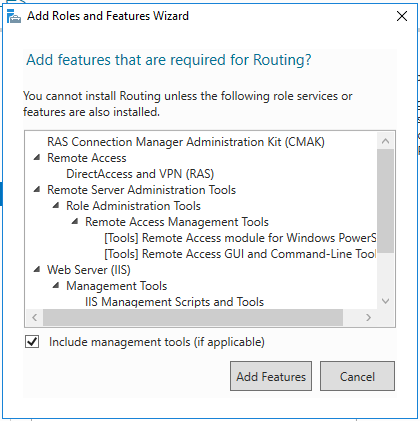 Add Roles and Features Wizard
Add features that are required for Routing?
You cannot install Routing unless the following role services or
features are also installed.
RAS Connection Manager Administration Kit (CMAK)
Remote Access
DirectAccess and VPN (RAS)
Remote Server Administration Tools
Role Administration Tools
Remote Access Management Tools
[Tools] Remote Access module for Windows PowerS
[Tools] Remote Access GUI and Command-Line Tool
Web Server (IIS)
Management Tools
IIS Management Scripts and Tools
Include management tools (if applicable)
Add Features
Cancel